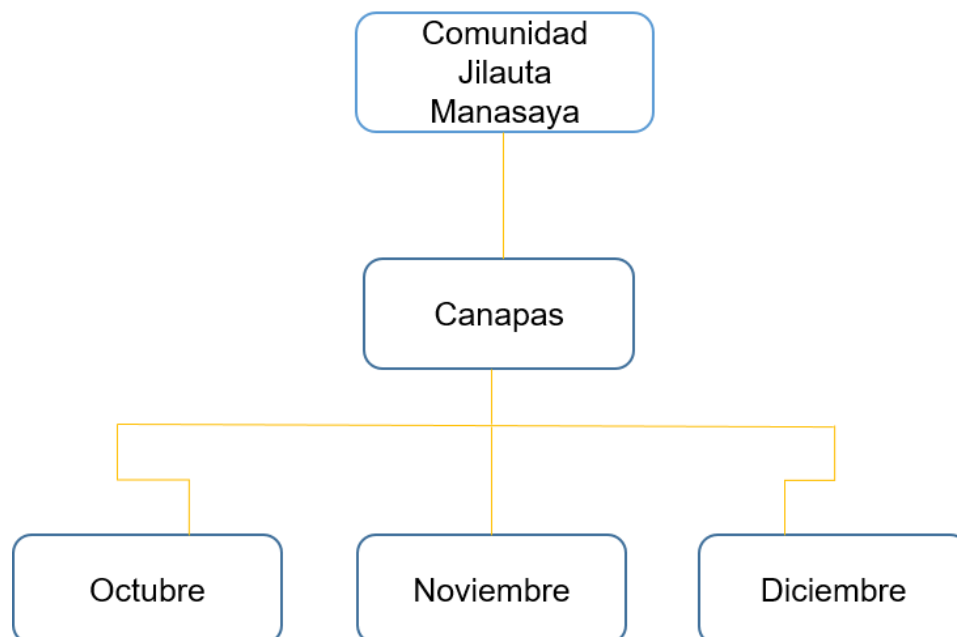 Comunidad
Jilauta
Manasaya
Canapas
Octubre
Noviembre
Diciembre